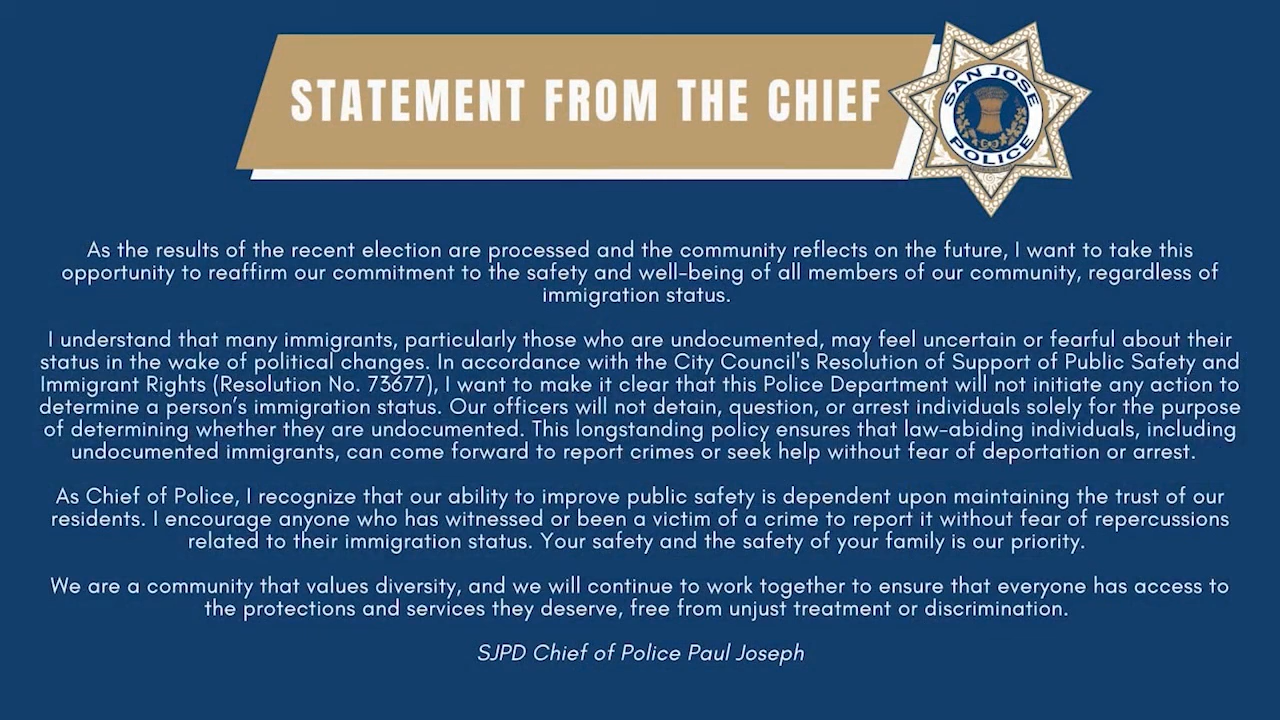 STATEMENT FROM THE CHIEF
SAN JOSE
POLICE
As the results of the recent election are processed and the community reflects on the future, I want to take this
opportunity to reaffirm our commitment to the safety and well-being of all members of our community, regardless of
immigration status.
I understand that many immigrants, particularly those who are undocumented, may feel uncertain or fearful about their
status in the wake of political changes. In accordance with the City Council's Resolution of Support of Public Safety and
Immigrant Rights (Resolution No. 73677), I want to make it clear that this Police Department will not initiate any action to
determine a person’s immigration status. Our officers will not detain, question, or arrest individuals solely for the purpose
of determining whether they are undocumented. This longstanding policy ensures that law-abiding individuals, including
undocumented immigrants, can come forward to report crimes or seek help without fear of deportation or arrest.
As Chief of Police, I recognize that our ability to improve public safety is dependent upon maintaining the trust of our
residents. I encourage anyone who has witnessed or been a victim of a crime to report it without fear of repercussions
related to their immigration status. Your safety and the safety of your family is our priority.
We are a community that values diversity, and we will continue to work together to ensure that everyone has access to
the protections and services they deserve, free from unjust treatment or discrimination.
SJPD Chief of Police Paul Joseph